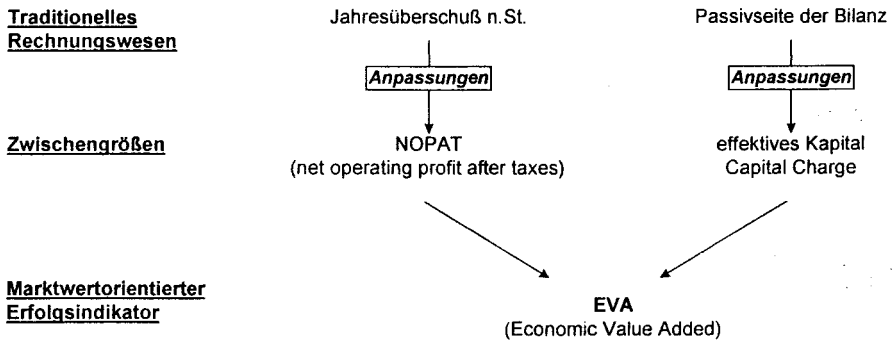 Traditionelles
Rechnungswesen
Jahresüberschuß n.St.
Passivseite der Bilanz
Anpassungen
Anpassungen
Zwischengrößen
NOPAT
(net operating profit after taxes)
effektives Kapital
Capital Charge
Marktwertorientierter
Erfolgsindikator
EVA
(Economic Value Added)